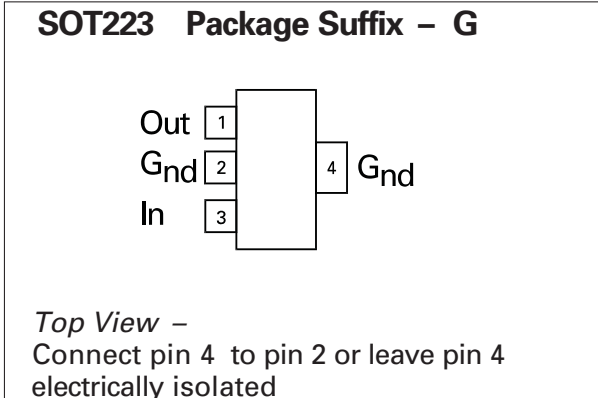 SOT223 Package Suffix – G
Out 1
Gnd 2
In 3
4 Gnd
Top View –
Connect pin 4 to pin 2 or leave pin 4
electrically isolated